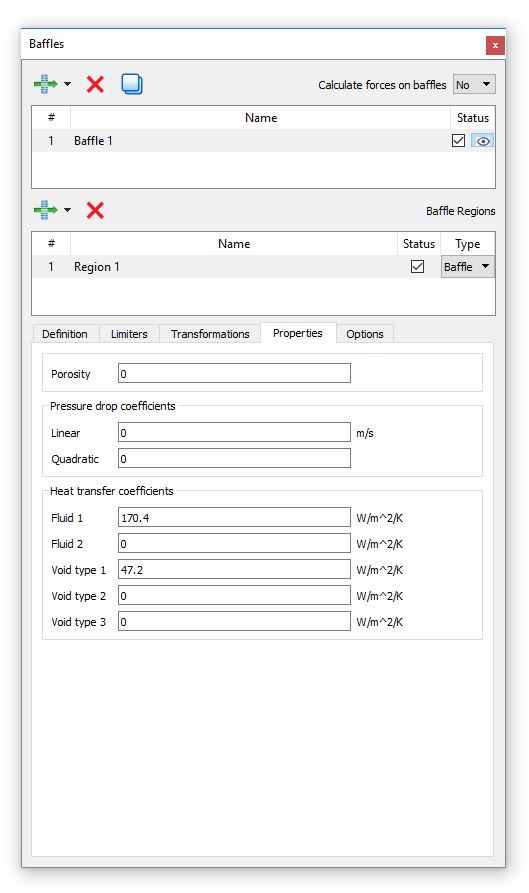 Baffles
x
Calculate forces on baffles No
# Name Status
1 Baffle 1
Baffle Regions
# Name Status Type
1 Region 1 Baffle
Definition Limiters Transformations Properties Options
Porosity 0
Pressure drop coefficients
Linear 0 m/s
Quadratic 0
Heat transfer coefficients
Fluid 1 170.4 W/m^2/K
Fluid 2 0 W/m^2/K
Void type 1 47.2 W/m^2/K
Void type 2 0 W/m^2/K
Void type 3 0 W/m^2/K